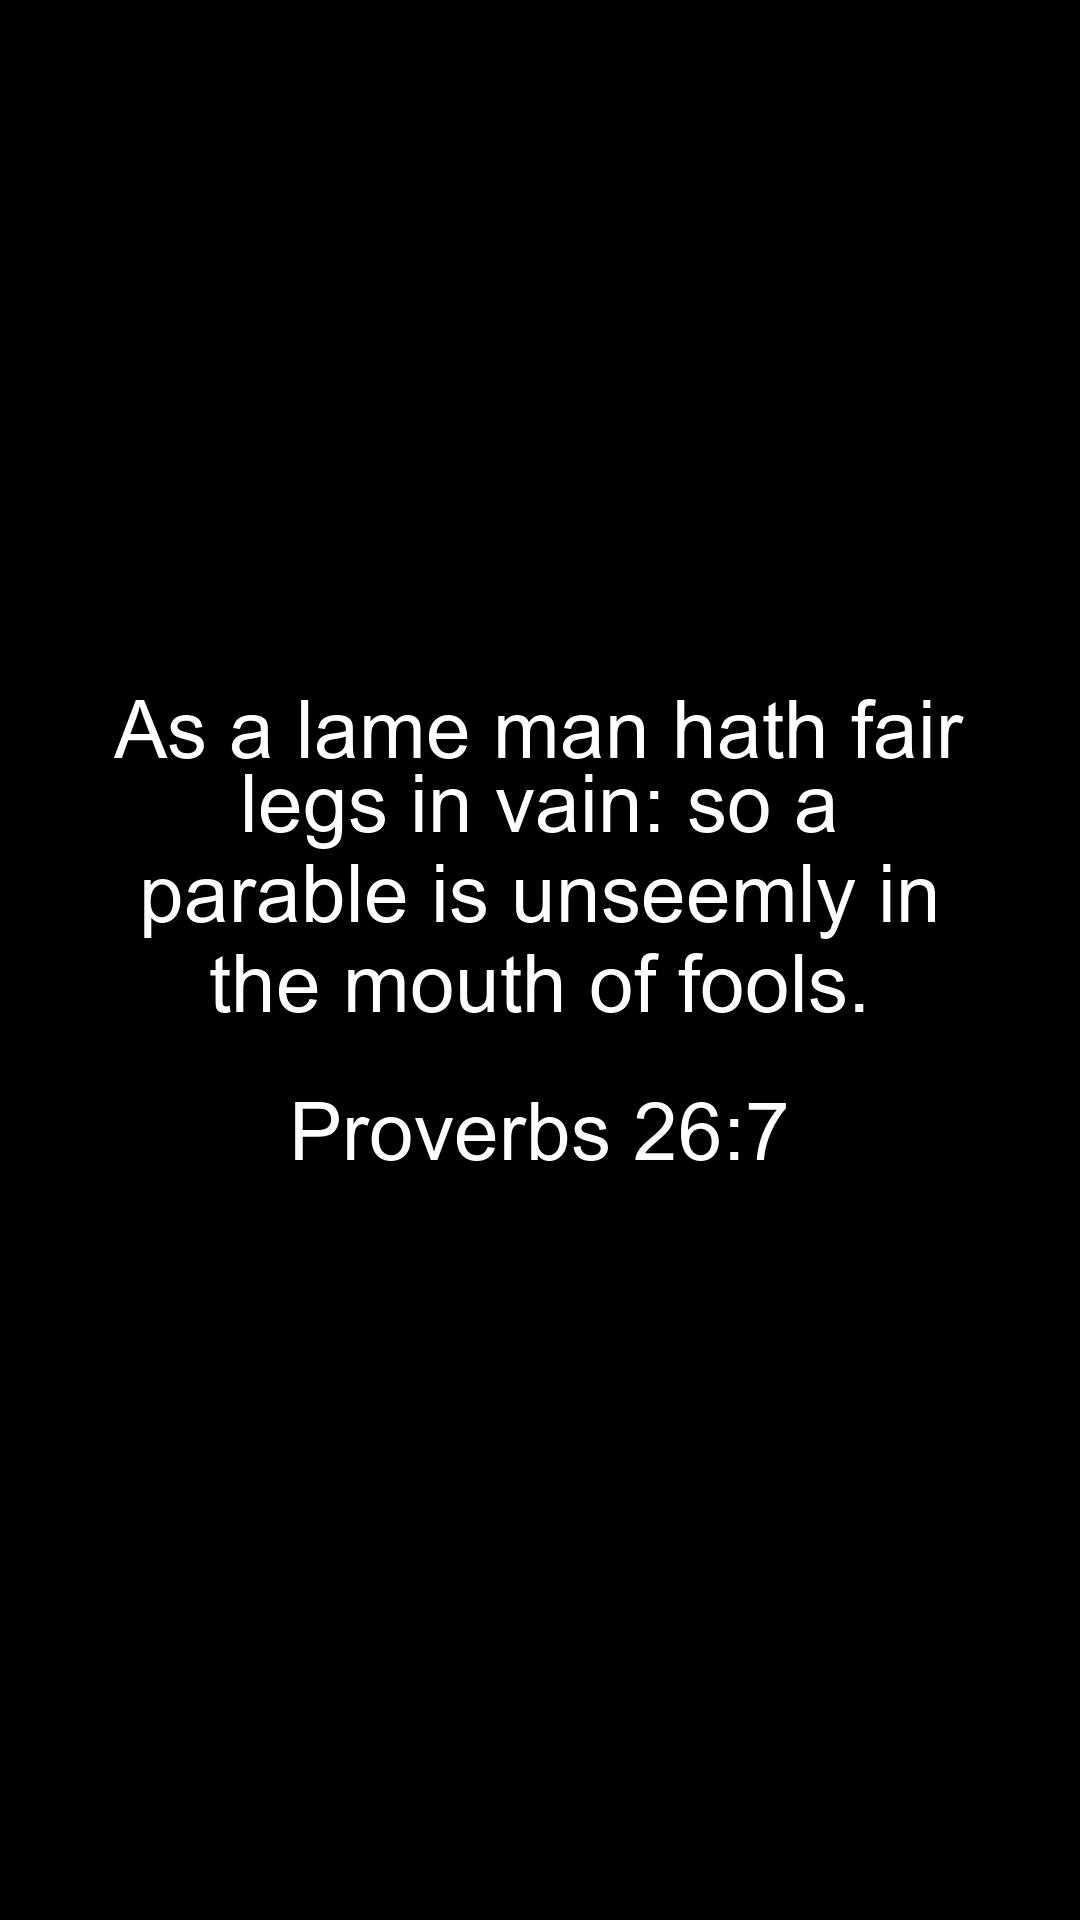 As a lame man hath fair
legs in vain: so a
parable is unseemly in
the mouth of fools.
Proverbs 26:7